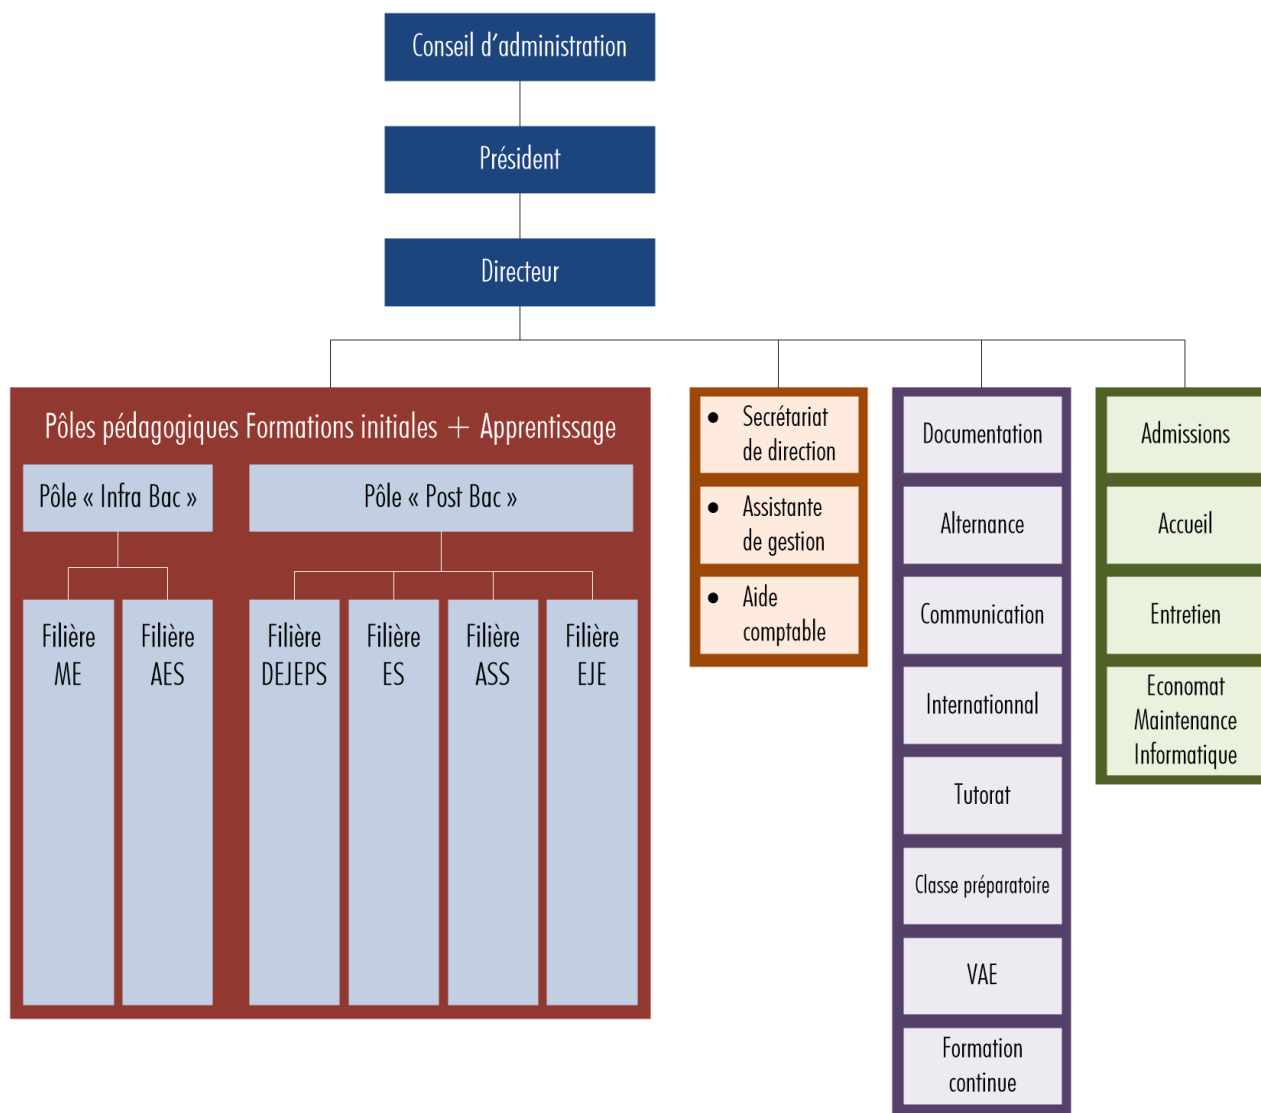 Conseil d'administration
Président
Directeur
Pôles pédagogiques Formations initiales + Apprentissage
Pôle « Infra Bac »
Pôle « Post Bac »
Filière
ME
Filière
AES
Filière
DEJEPS
Filière
ES
Filière
ASS
Filière
EJE
• Secrétariat
de direction
• Assistante
de gestion
• Aide
comptable
Documentation
Alternance
Communication
Internationnal
Tutorat
Classe préparatoire
VAE
Formation
continue
Admissions
Accueil
Entretien
Economat
Maintenance
Informatique